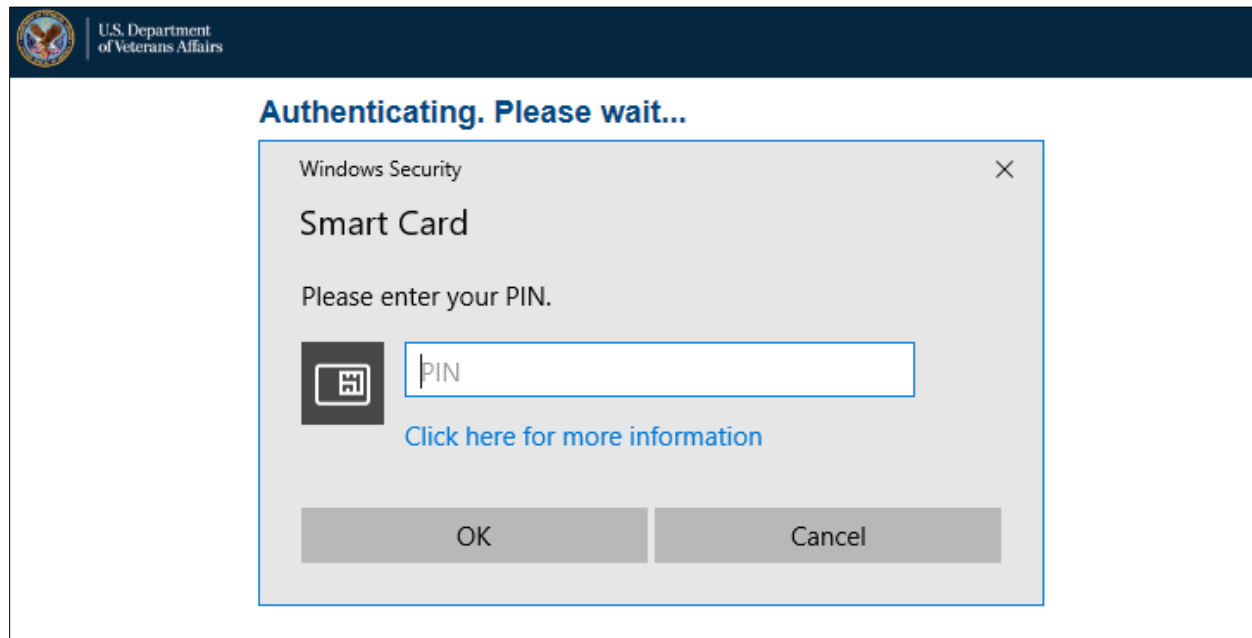 U.S. Department
of Veterans Affairs
Authenticating. Please wait...
Windows Security
Smart Card
Please enter your PIN.
PIN
Click here for more information
OK
Cancel